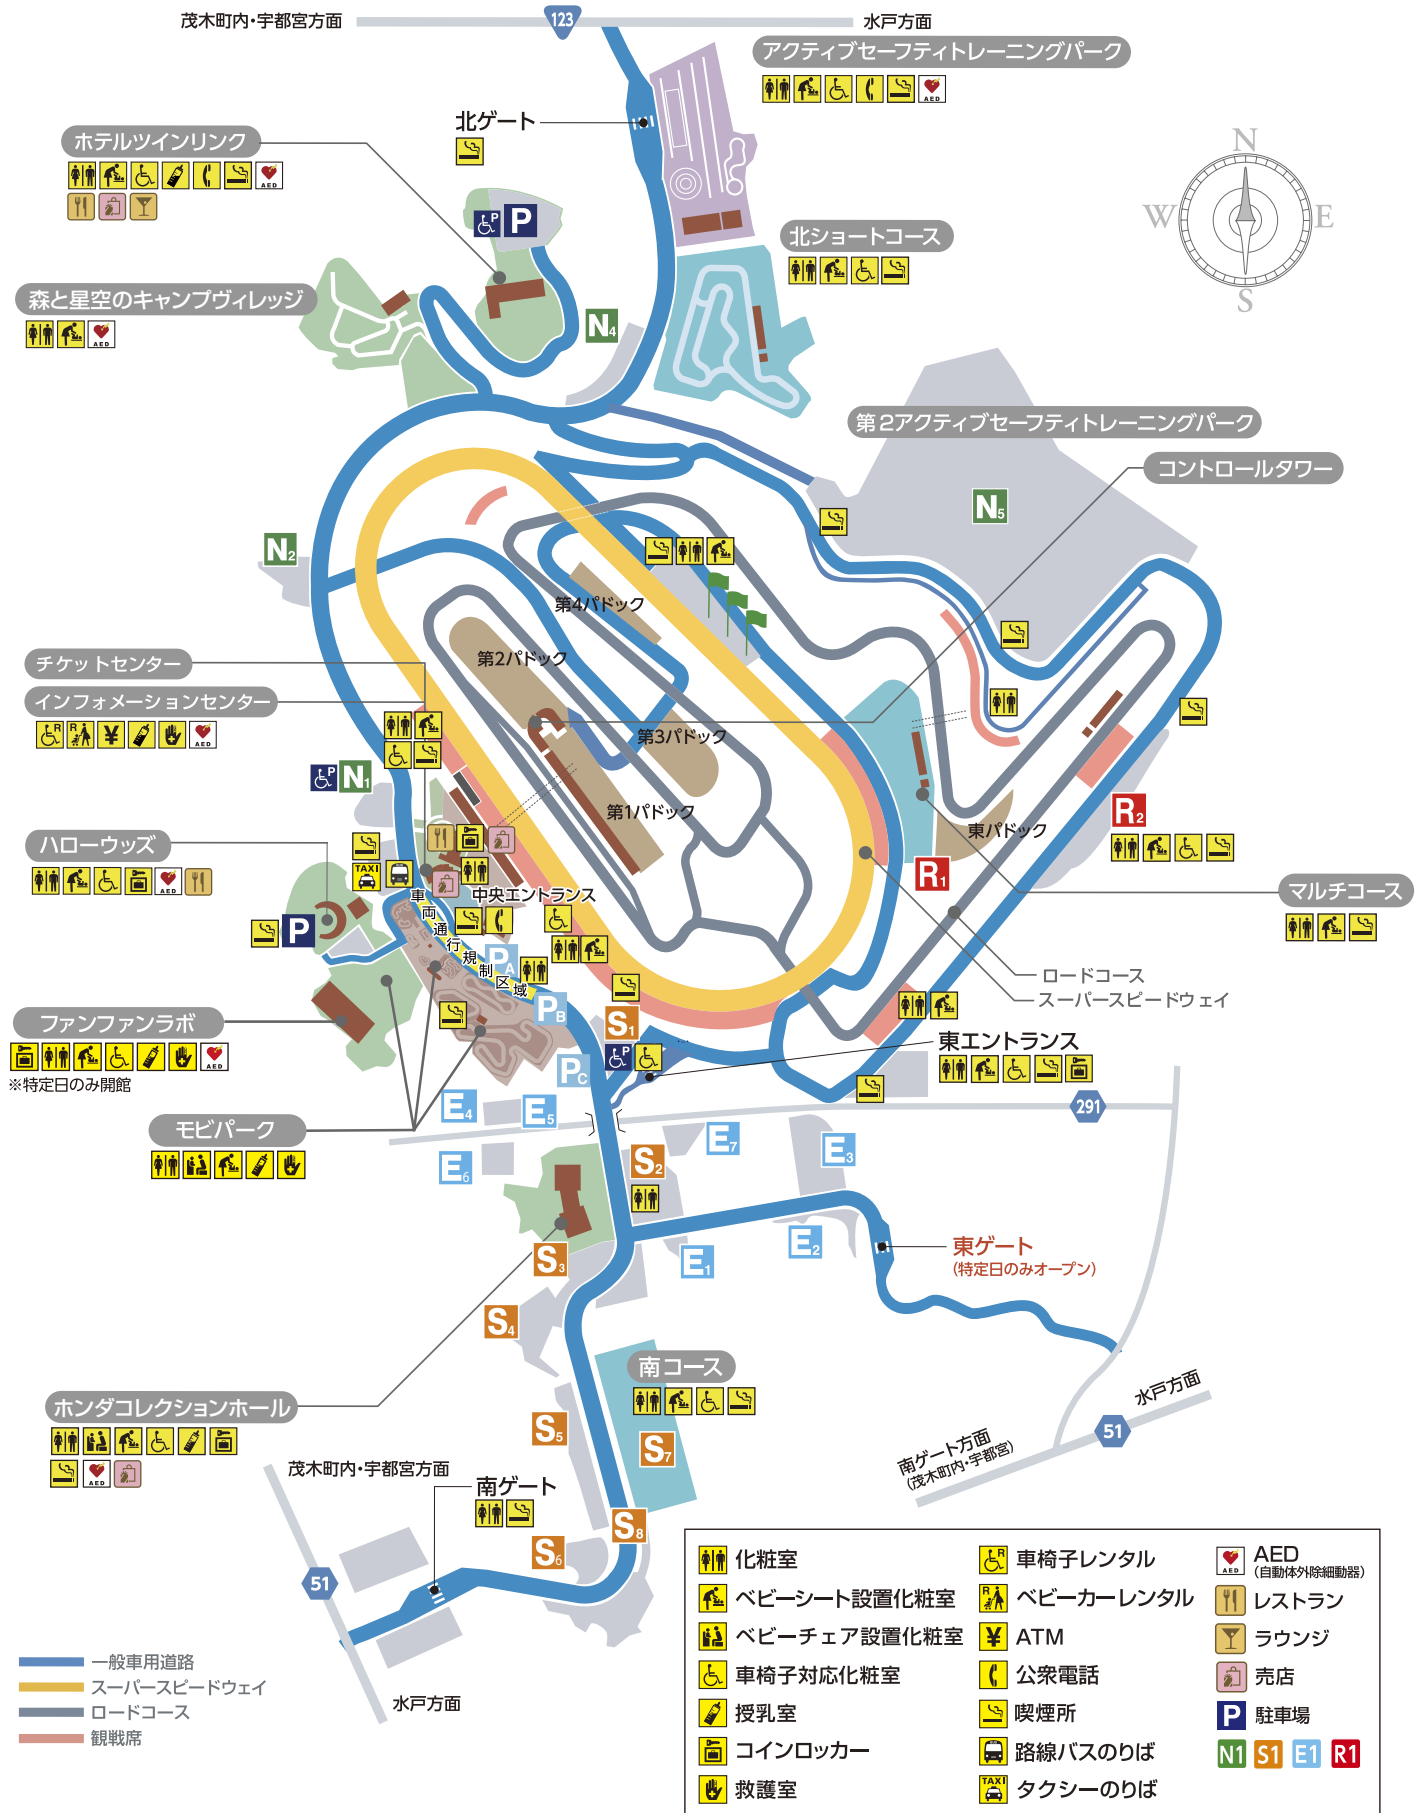 茂木町内・宇都宮方面
123
水戸方面
アクティブセーフティトレーニングパーク
AED
北ゲート
ホテルツインリンク
AED
P
P
N
W
E
S
北ショートコース
森と星空のキャンプヴィレッジ
AED
N4
第2アクティブセーフティトレーニングパーク
コントロールタワー
N5
N2
第4パドック
第2パドック
チケットセンター
インフォメーションセンター
R
R
¥
AED
第3パドック
P
N1
第1パドック
東パドック
R2
ハローウッズ
AED
TAXI
R1
マルチコース
中央エントランス
車両通行規制区域
P
PA
PB
PC
ロードコース
スーパースピードウェイ
ファンファンラボ
AED
※特定日のみ開館
S1
P
東エントランス
モビパーク
E4
E5
291
E6
E7
E3
S2
E2
E1
東ゲート
(特定日のみオープン)
S3
S4
南コース
水戸方面
51
南ゲート方面
(茂木町内・宇都宮)
ホンダコレクションホール
AED
S5
S7
茂木町内・宇都宮方面
南ゲート
S8
S6
51
水戸方面
一般車用道路
スーパースピードウェイ
ロードコース
観戦席
化粧室
ベビーシート設置化粧室
ベビーチェア設置化粧室
車椅子対応化粧室
授乳室
コインロッカー
救護室
R 車椅子レンタル
R ベビーカーレンタル
¥ ATM
公衆電話
喫煙所
路線バスのりば
TAXI タクシーのりば
AED AED
(自動体外除細動器)
レストラン
ラウンジ
売店
P 駐車場
N1 S1 E1 R1